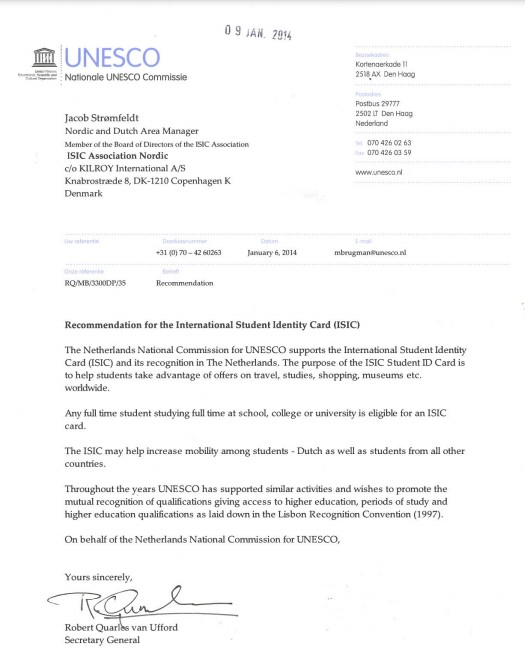 09 JAN. 2014
UNESCO
Nationale UNESCO Commissie
Bezoekadres
Kortenaerkade 11
2518 AX Den Haag
Postadres
Postbus 29777
2502 LT Den Haag
Nederland
Tel. 070 426 02 63
Fax 070 426 03 59
www.unesco.nl
Jacob Strømfeldt
Nordic and Dutch Area Manager
Member of the Board of Directors of the ISIC Association
ISIC Association Nordic
c/o KILROY International A/S
Knabrostræde 8, DK-1210 Copenhagen K
Denmark
Uw referentie Doorkiesnummer Datum E-mail
+31 (0) 70 – 42 60263 January 6, 2014 mbrugman@unesco.nl
Onze referentie Betreft
RQ/MB/3300DP/35 Recommendation
Recommendation for the International Student Identity Card (ISIC)
The Netherlands National Commission for UNESCO supports the International Student Identity
Card (ISIC) and its recognition in The Netherlands. The purpose of the ISIC Student ID Card is
to help students take advantage of offers on travel, studies, shopping, museums etc.
worldwide.
Any full time student studying full time at school, college or university is eligible for an ISIC
card.
The ISIC may help increase mobility among students - Dutch as well as students from all other
countries.
Throughout the years UNESCO has supported similar activities and wishes to promote the
mutual recognition of qualifications giving access to higher education, periods of study and
higher education qualifications as laid down in the Lisbon Recognition Convention (1997).
On behalf of the Netherlands National Commission for UNESCO,
Yours sincerely,
Robert Quarles van Ufford
Secretary General